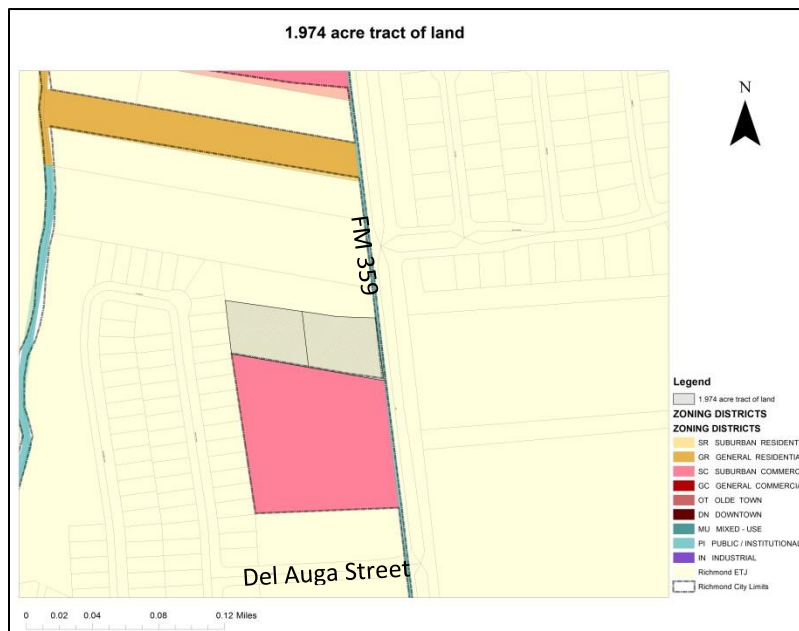 1.974 acre tract of land
N
FM 359
Del Auga Street
Legend
1.974 acre tract of land
ZONING DISTRICTS
ZONING DISTRICTS
SR SUBURBAN RESIDENT
GR GENERAL RESIDENTIA
SC SUBURBAN COMMERC
GC GENERAL COMMERCIA
OT OLDE TOWN
DN DOWNTOWN
MU MIXED - USE
PI PUBLIC / INSTITUTIONAL
IN INDUSTRIAL
Richmond ETJ
Richmond City Limits
0 0.02 0.04 0.08 0.12 Miles